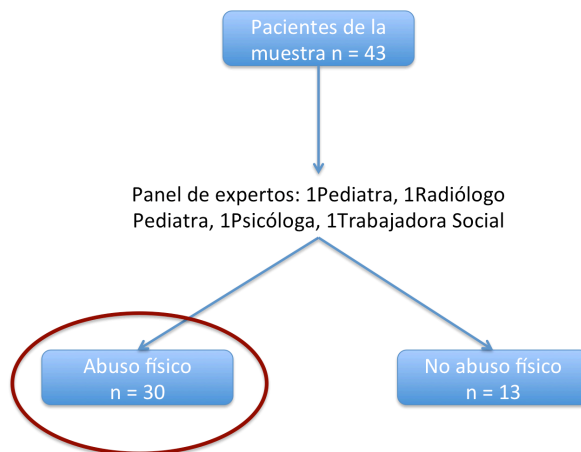 Pacientes de la
muestra n = 43
Panel de expertos: 1Pediatra, 1Radiólogo
Pediatra, 1Psicóloga, 1Trabajadora Social
Abuso físico
n = 30
No abuso físico
n = 13